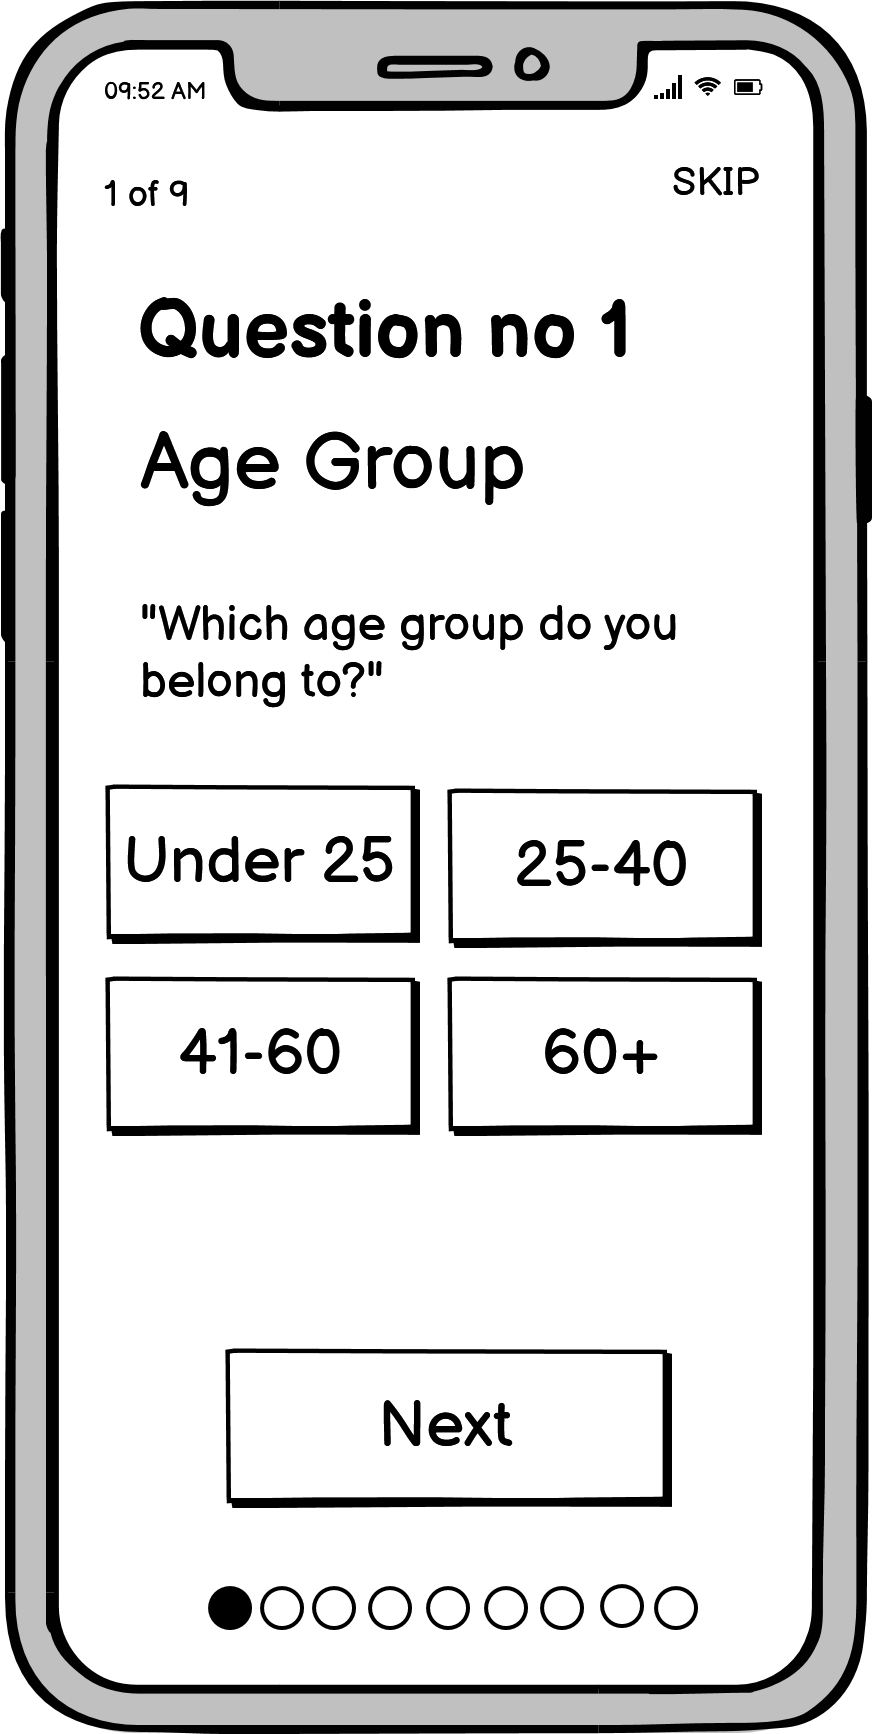 09:52 AM
1 of 9
SKIP
Question no 1
Age Group
"Which age group do you
belong to?"
Under 25
25-40
41-60
60+
Next